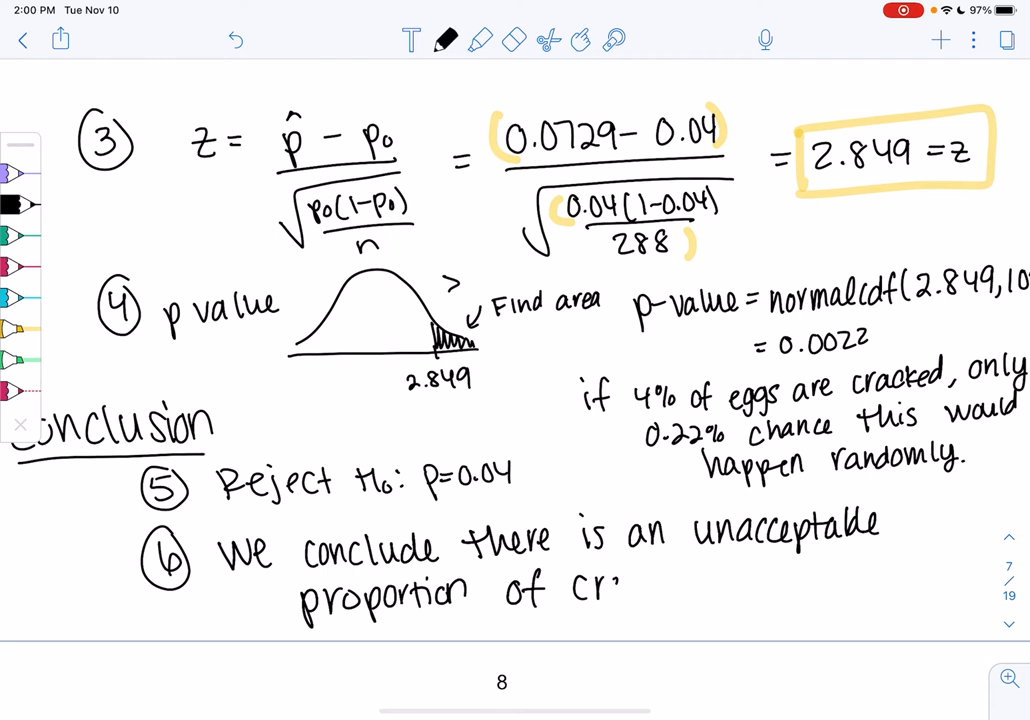 2:00 PM Tue Nov 10
97%
T
③ z = p̂ - p₀ / √(p₀(1-p₀)/n) = (0.0729 - 0.04) / √(0.04(1-0.04)/288) = 2.849 = z
④ p value
>
Find area
2.849
p-value = normalcdf(2.849, 10
= 0.0022
if 4% of eggs are cracked, only
0.22% chance this would
happen randomly.
onclusion
⑤ Reject H₀: p=0.04
⑥ We conclude there is an unacceptable
proportion of cr
7
/
19
8